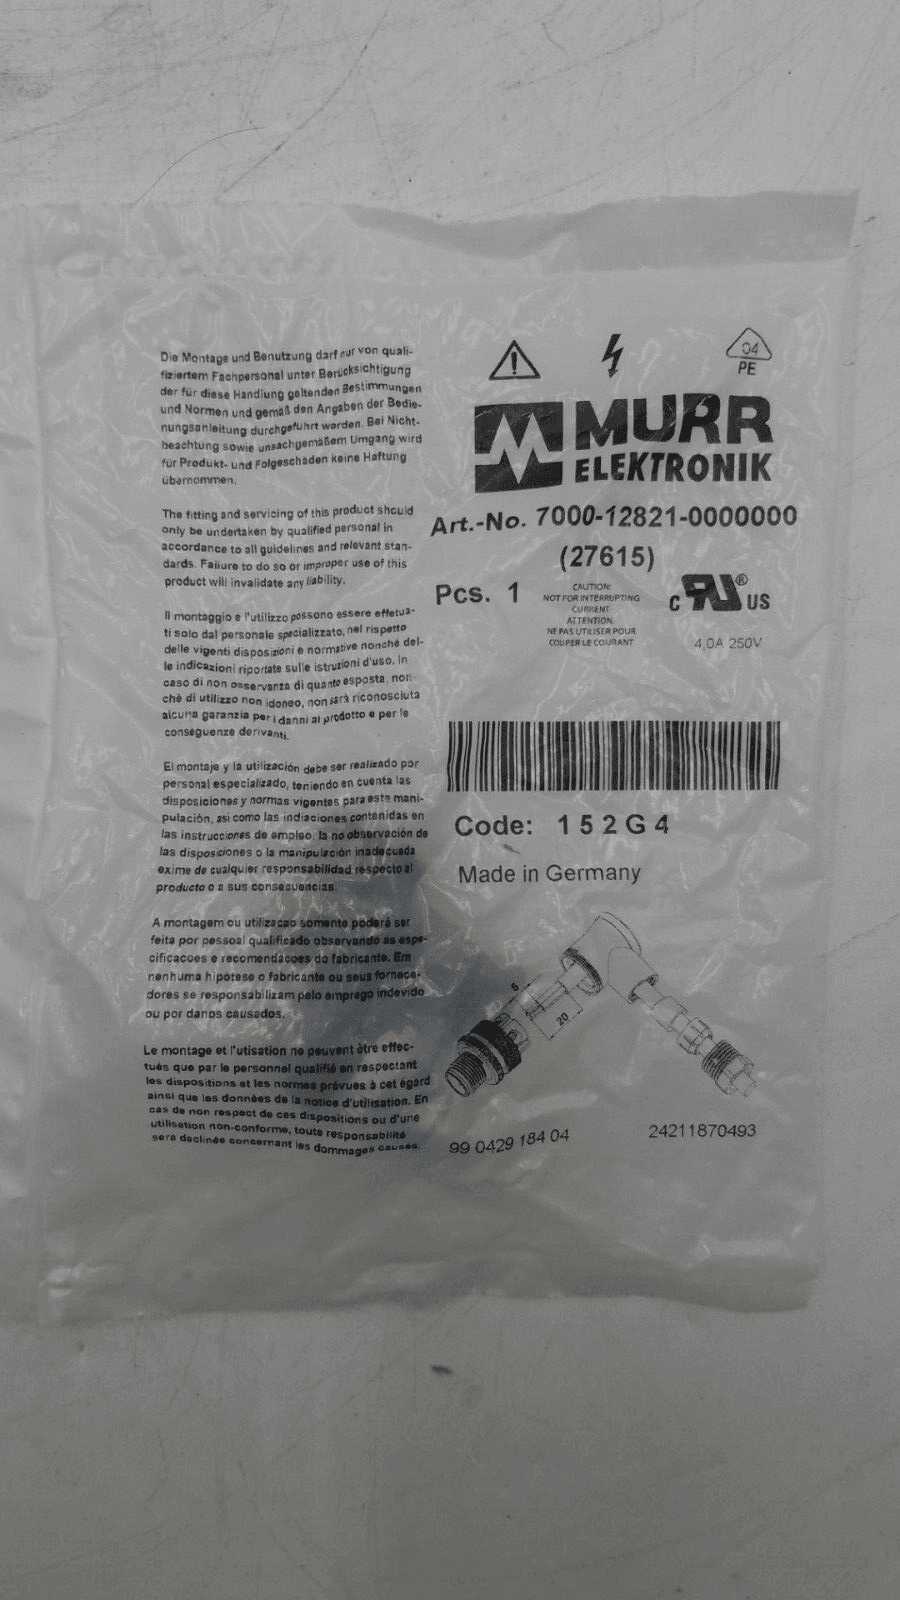 Die Montage und Benutzung darf nur von quali-
fiziertem Fachpersonal unter Berücksichtigung
der für diese Handlung geltenden Bestimmungen
und Normen und gemäß den Angaben der Bedie-
nungsanleitung durchgeführt worden. Bei Nicht-
beachtung sowie unsachgemäßem Umgang wird
für Produkt- und Folgeschäden keine Haftung
übernommen.
The fitting and servicing of this product should
only be undertaken by qualified personal in
accordance to all guidelines and relevant stan-
dards. Failure to do so or improper use of this
product will invalidate any liability.
Il montaggio e l'utilizzo possono essere effetua-
ti solo dal personale specializzato, nel rispetto
delle vigenti disposizioni e normative nonché del-
le indicazioni riportate sulle istruzioni d'uso. In
caso di non osservanza di quanto esposta, non
chè di utilizzo non idoneo, non sarà riconosciuta
alcuna garanzia per i danni al prodotto e per le
conseguenze derivanti.
El montaje y la utilización debe ser realizado por
personal especializado, teniendo en cuenta las
disposiciones y normas vigentes para esta mani-
pulación, asi como las indiaciones contenidas en
las instrucciones de empleo, la no observación de
las disposiciones o la manipulación inadecuada
exime de cualquier responsabilidad respecto al
producto o a sus consecuencias.
A montagem ou utilizacao somente poderá ser
feita por pessoal qualificado observando as espe-
cificacoes e recomendacoes do fabricante. Em
nenhuma hipótese o fabricante ou seus fornece-
dores se responsabilizam pelo emprego indevido
ou por danos causados.
Le montage et l'utisation ne peuvent être effec-
tués que par le personnel qualifié en respectant
les dispositions et les normes prévues à cet égard
ainsi que les données de la notice d'utilisation. En
cas de non respect de ces dispositions ou d'une
utilisation non-conforme, toute responsabilité
sera declinée concernant les dommages causés.
04
PE
MURR
ELEKTRONIK
Art.-No. 7000-12821-0000000
(27615)
Pcs. 1
CAUTION:
NOT FOR INTERRUPTING
CURRENT
ATTENTION:
NE PAS UTILISER POUR
COUPER LE COURANT
c RU ® US
4,0A 250V
Code: 152G4
Made in Germany
5
20
99 0429 184 04
24211870493